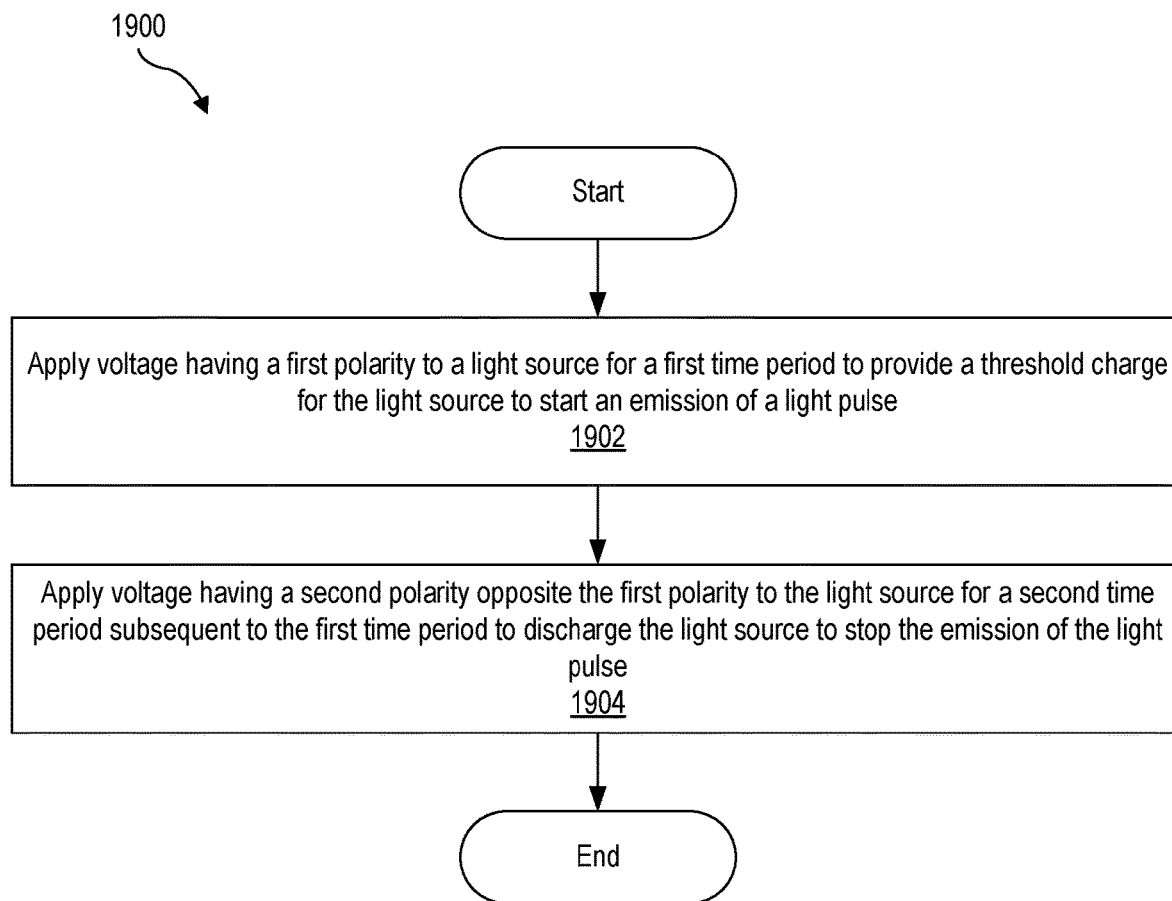 1900
Start
Apply voltage having a first polarity to a light source for a first time period to provide a threshold charge
for the light source to start an emission of a light pulse
1902
Apply voltage having a second polarity opposite the first polarity to the light source for a second time
period subsequent to the first time period to discharge the light source to stop the emission of the light
pulse
1904
End